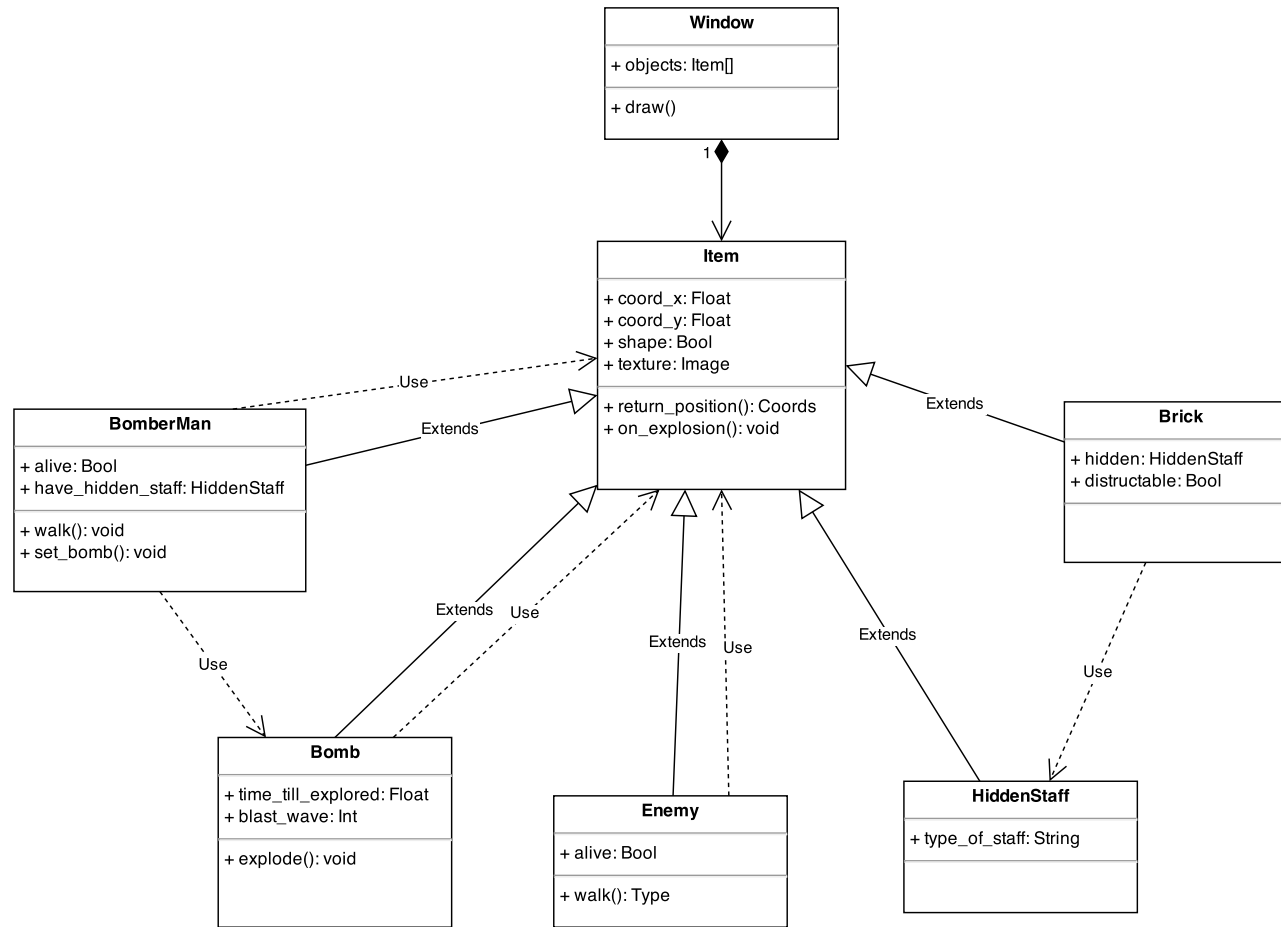 Window
+ objects: Item[]
+ draw()
1
Item
+ coord_x: Float
+ coord_y: Float
+ shape: Bool
+ texture: Image
+ return_position(): Coords
+ on_explosion(): void
Use
Extends
Extends
BomberMan
+ alive: Bool
+ have_hidden_staff: HiddenStaff
+ walk(): void
+ set_bomb(): void
Brick
+ hidden: HiddenStaff
+ distructable: Bool
Use
Extends
Use
Extends
Use
Extends
Use
Bomb
+ time_till_explored: Float
+ blast_wave: Int
+ explode(): void
Enemy
+ alive: Bool
+ walk(): Type
HiddenStaff
+ type_of_staff: String